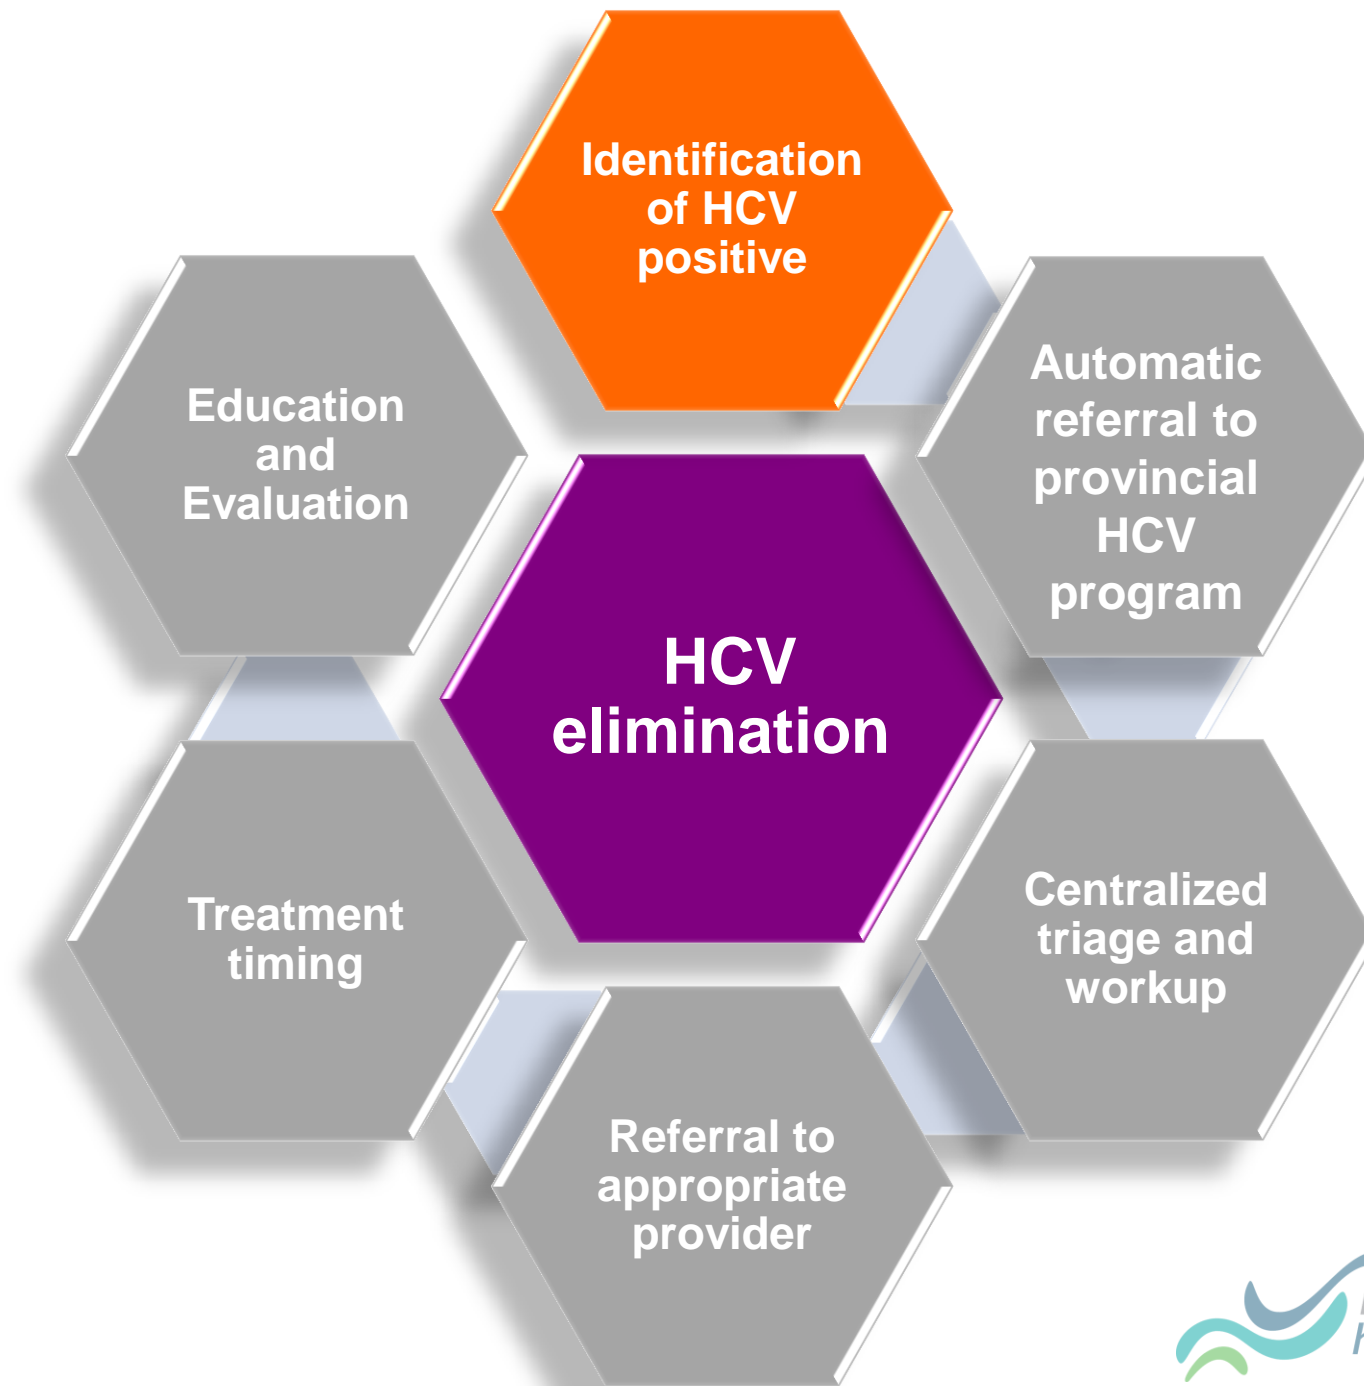 Identification
of HCV
positive
Automatic
referral to
provincial
HCV
program
Education
and
Evaluation
HCV
elimination
Centralized
triage and
workup
Treatment
timing
Referral to
appropriate
provider